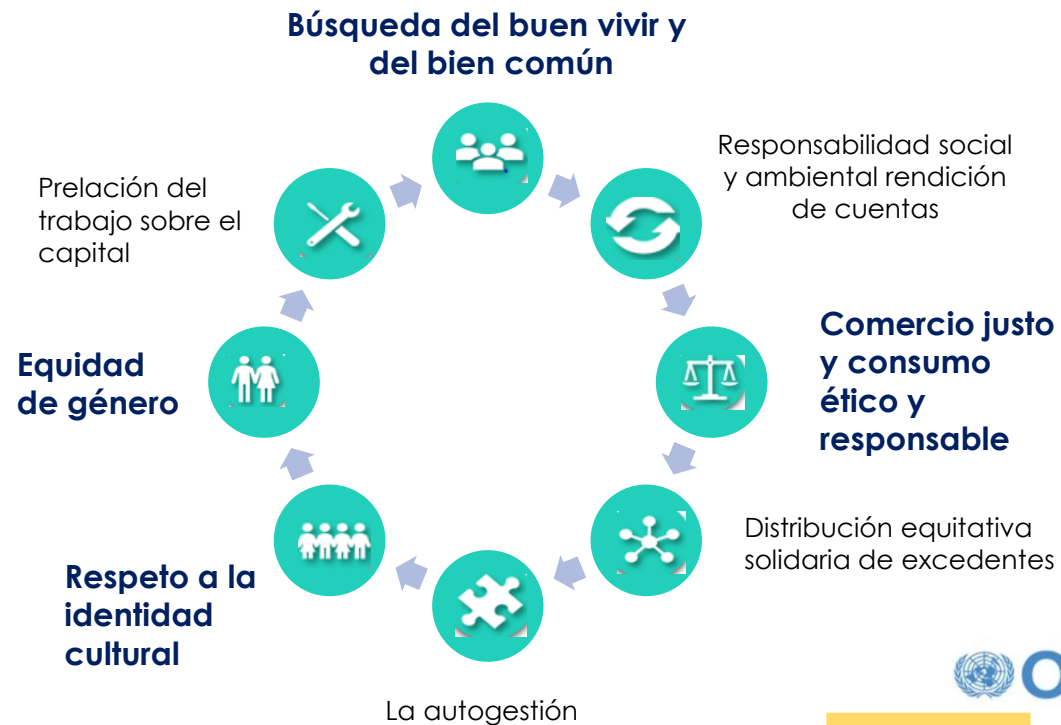 Búsqueda del buen vivir y
del bien común
Responsabilidad social
y ambiental rendición
de cuentas
Prelación del
trabajo sobre el
capital
Comercio justo
y consumo
ético y
responsable
Equidad
de género
Distribución equitativa
solidaria de excedentes
Respeto a la
identidad
cultural
La autogestión